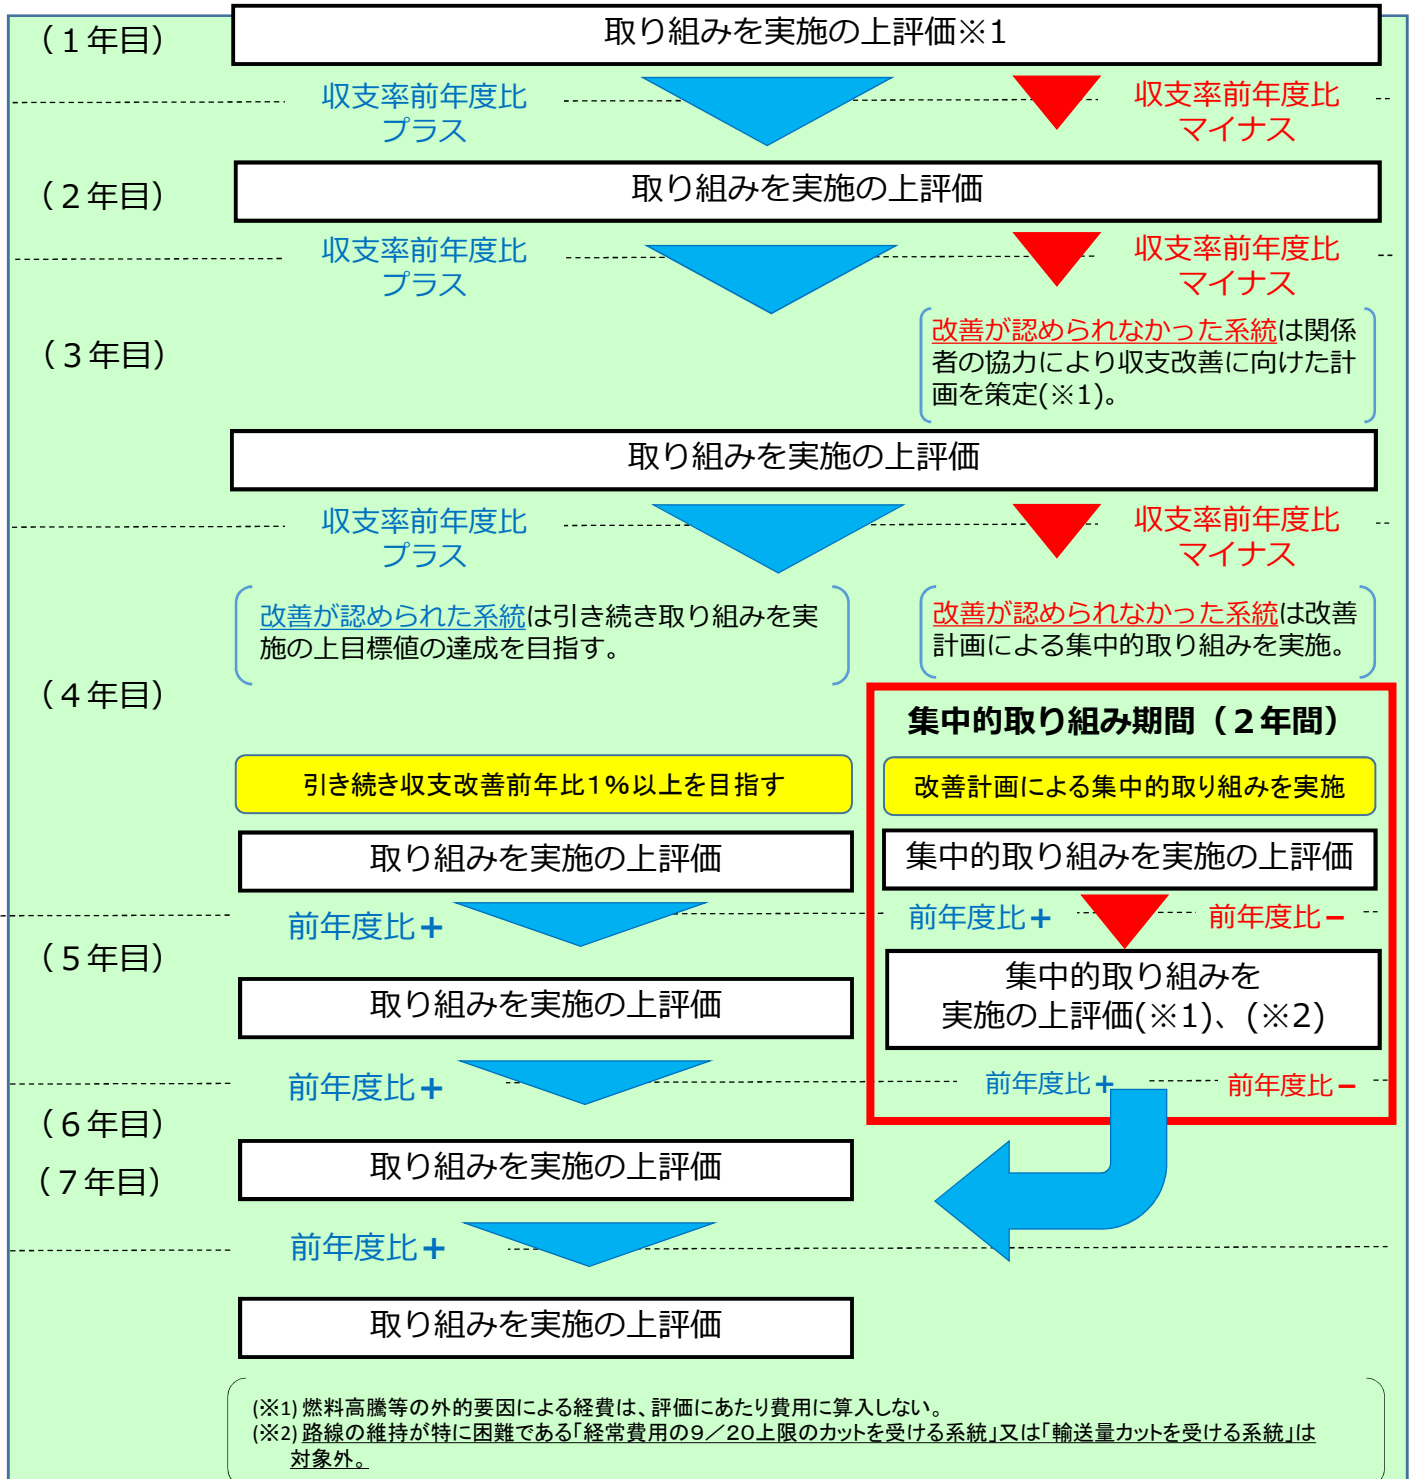 （１年目）
取り組みを実施の上評価※1
収支率前年度比
プラス
収支率前年度比
マイナス
（２年目）
取り組みを実施の上評価
収支率前年度比
プラス
収支率前年度比
マイナス
（３年目）
改善が認められなかった系統は関係
者の協力により収支改善に向けた計
画を策定(※1)。
取り組みを実施の上評価
収支率前年度比
プラス
収支率前年度比
マイナス
改善が認められた系統は引き続き取り組みを実
施の上目標値の達成を目指す。
改善が認められなかった系統は改善
計画による集中的取り組みを実施。
（４年目）
集中的取り組み期間（２年間）
引き続き収支改善前年比１％以上を目指す
改善計画による集中的取り組みを実施
取り組みを実施の上評価
集中的取り組みを実施の上評価
前年度比＋
前年度比＋
前年度比－
（５年目）
取り組みを実施の上評価
集中的取り組みを
実施の上評価(※1)、(※2)
前年度比＋
前年度比＋
前年度比－
（６年目）
取り組みを実施の上評価
（７年目）
前年度比＋
取り組みを実施の上評価
(※1) 燃料高騰等の外的要因による経費は、評価にあたり費用に算入しない。
(※2) 路線の維持が特に困難である「経常費用の９／２０上限のカットを受ける系統」又は「輸送量カットを受ける系統」は
対象外。